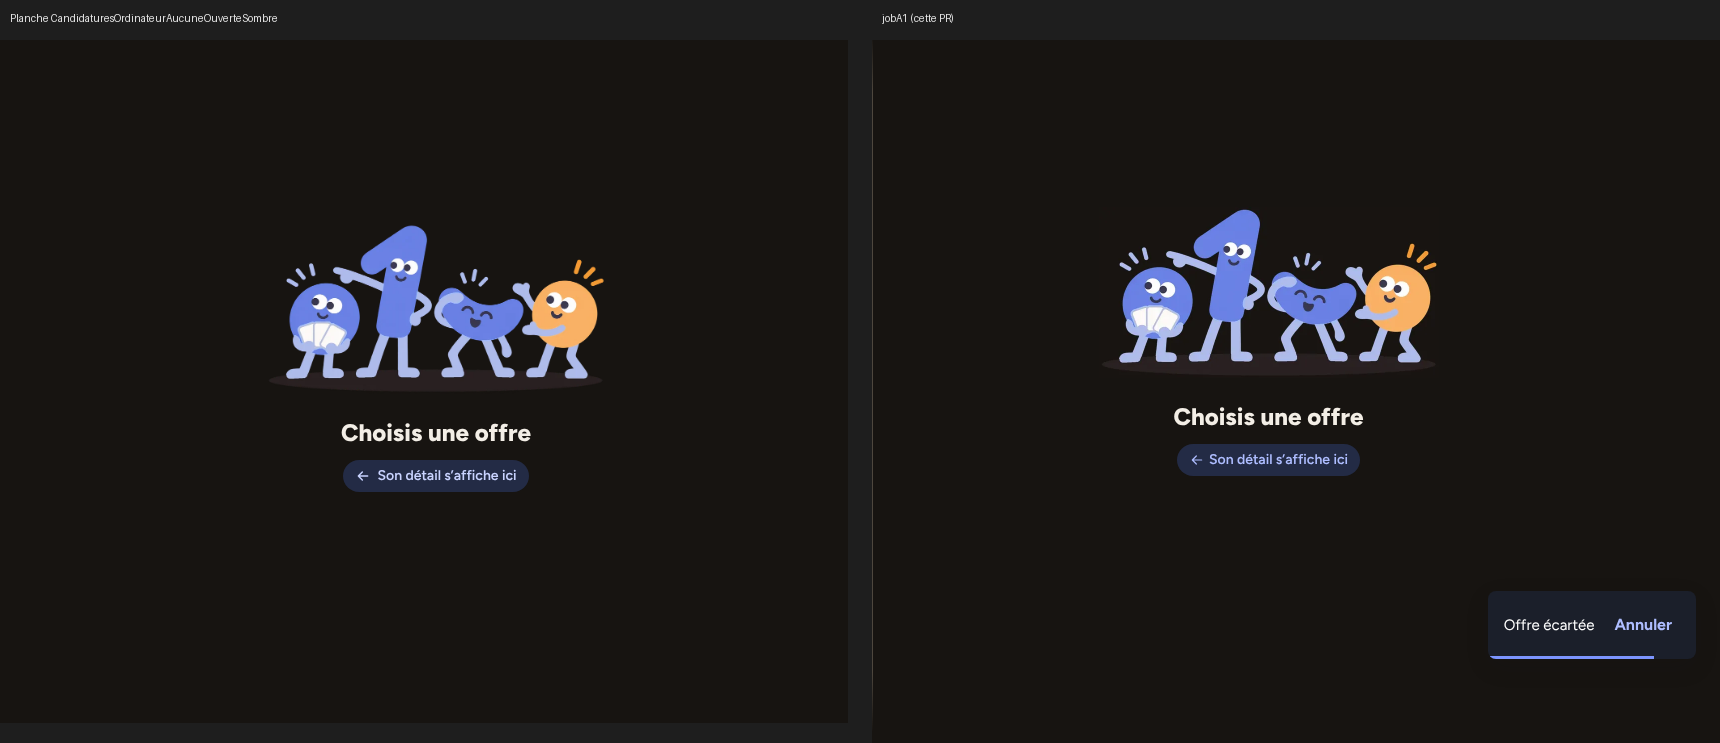 Planche CandidaturesOrdinateurAucuneOuverteSombre
jobA1 (cette PR)
Choisis une offre
← Son détail s’affiche ici
Choisis une offre
← Son détail s’affiche ici
Offre écartée Annuler